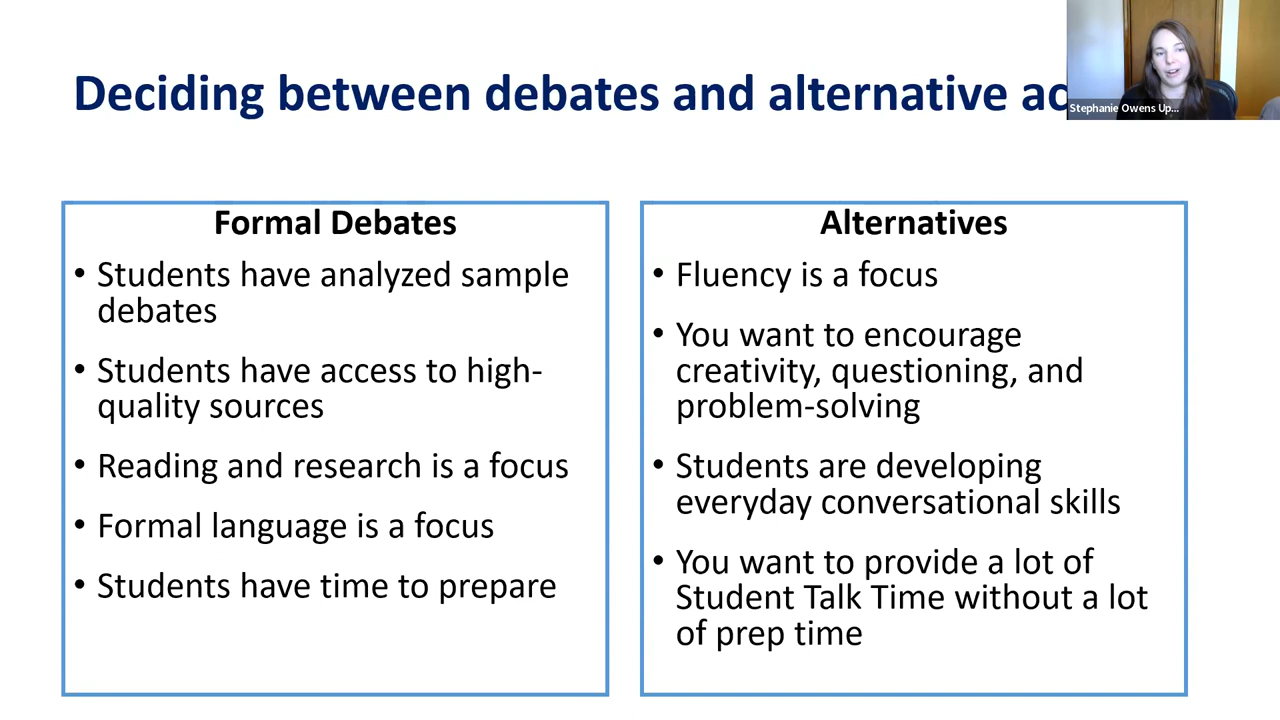 Deciding between debates and alternative ac
Stephanie Owens Up...
Formal Debates
• Students have analyzed sample
debates
• Students have access to high-
quality sources
• Reading and research is a focus
• Formal language is a focus
• Students have time to prepare
Alternatives
• Fluency is a focus
• You want to encourage
creativity, questioning, and
problem-solving
• Students are developing
everyday conversational skills
• You want to provide a lot of
Student Talk Time without a lot
of prep time